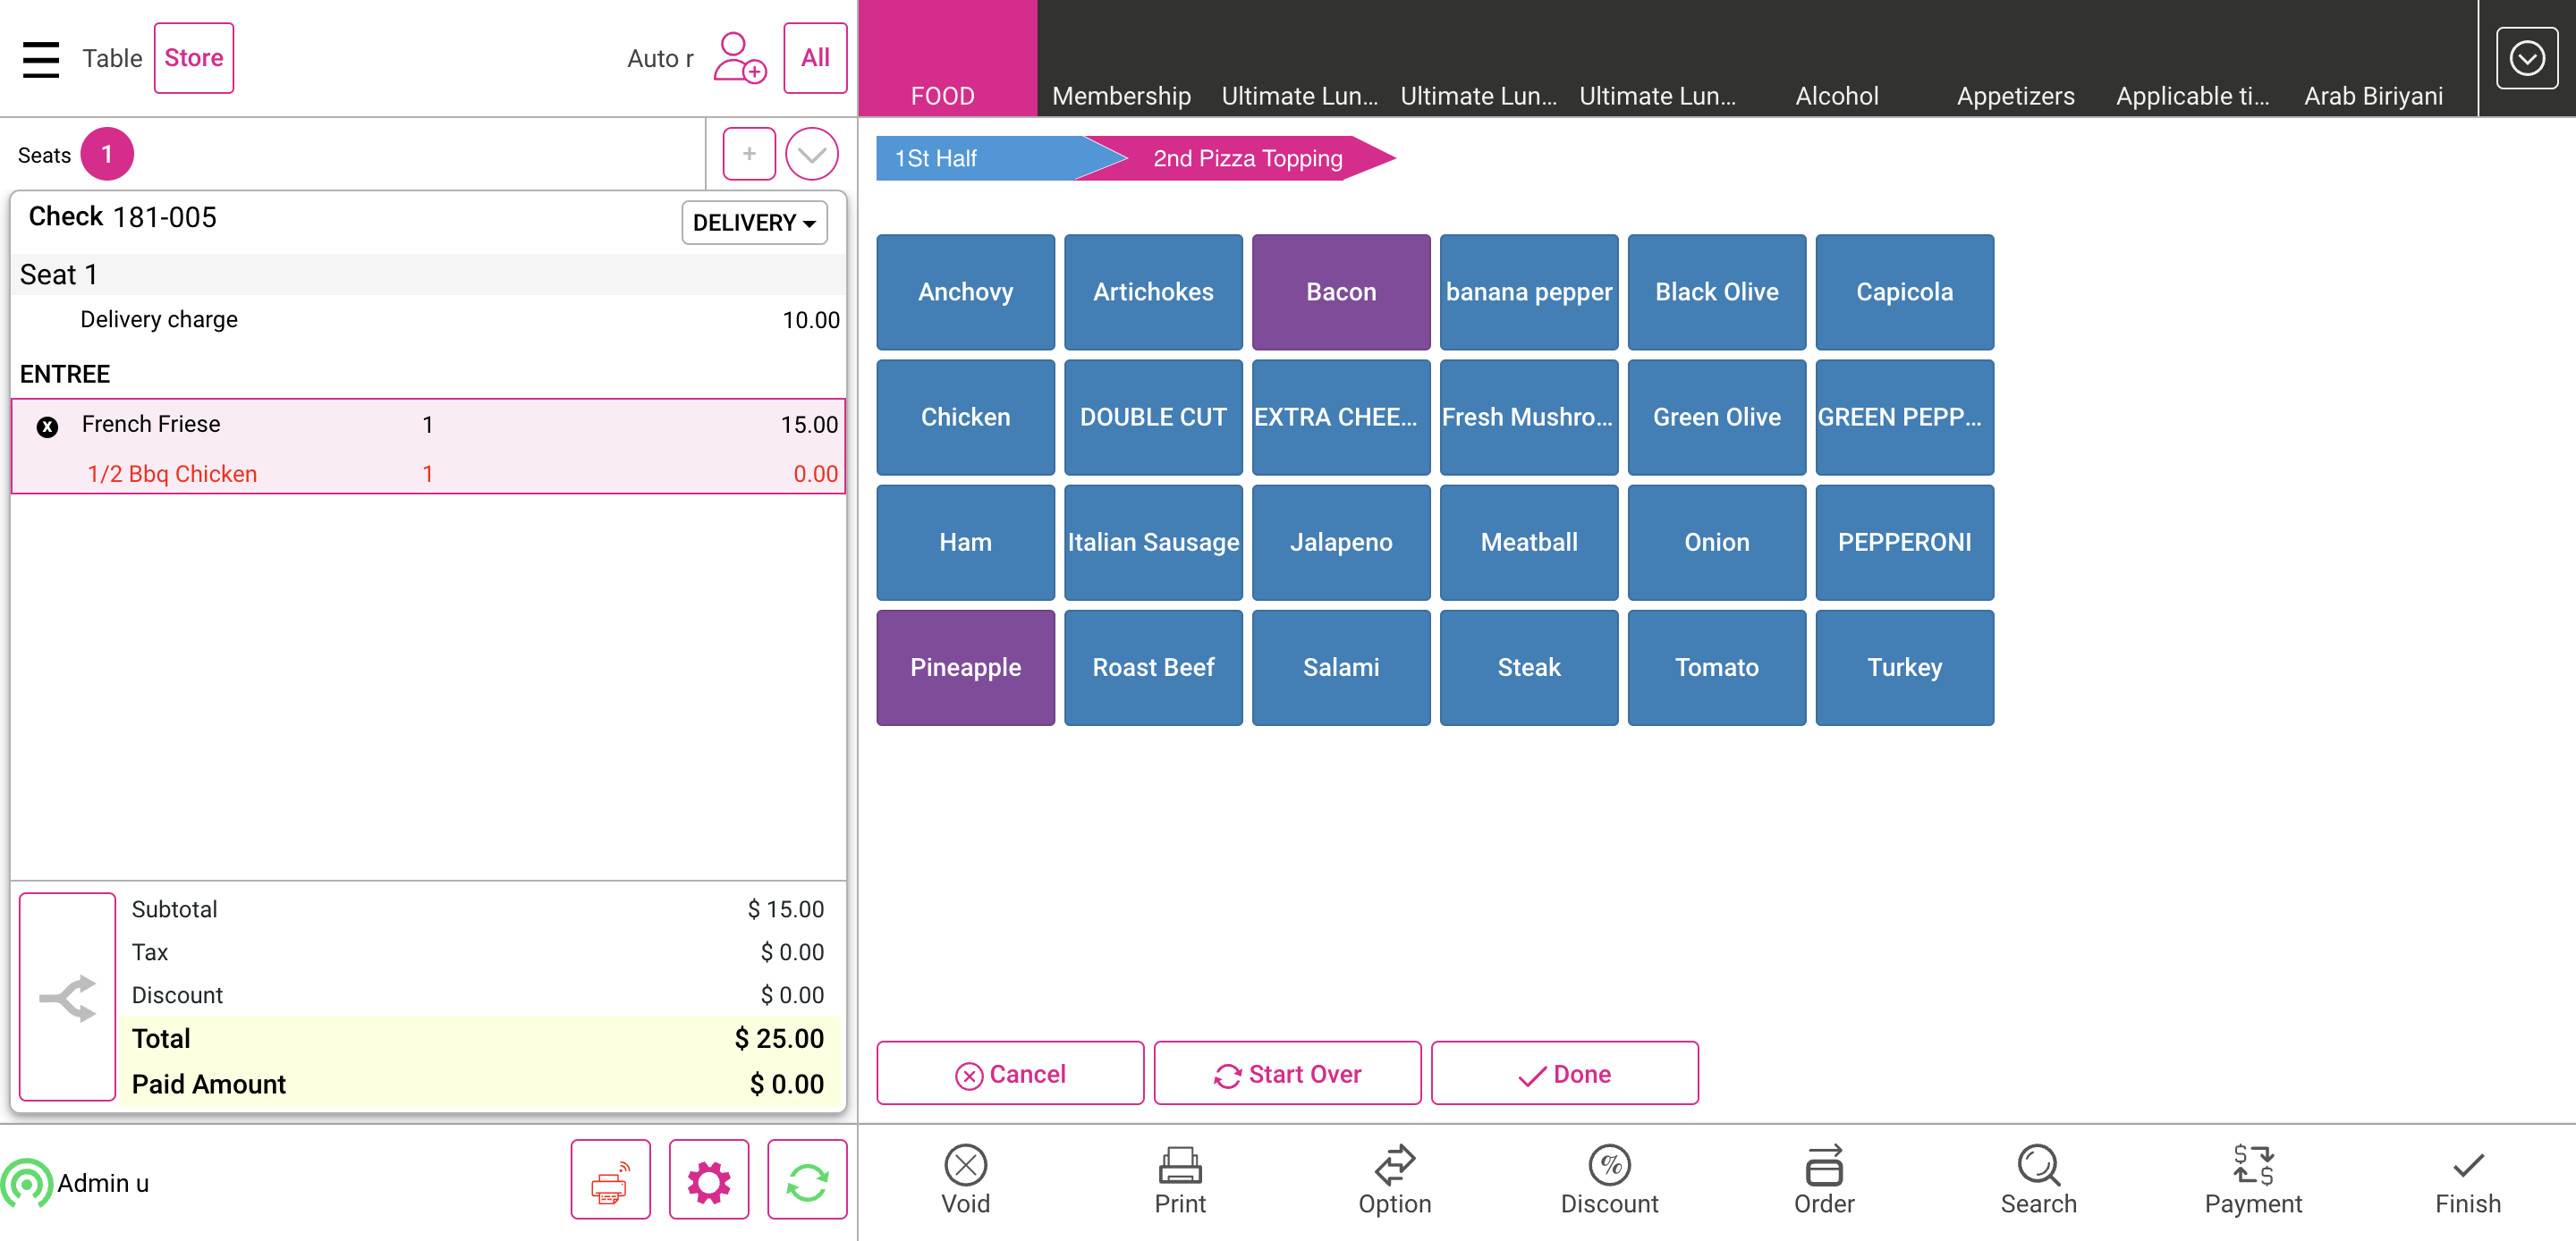 Table Store Auto r All
FOOD Membership Ultimate Lun... Ultimate Lun... Ultimate Lun... Alcohol Appetizers Applicable ti... Arab Biriyani
Seats 1 +
Check 181-005 DELIVERY
Seat 1
Delivery charge 10.00
ENTREE
x French Friese 1 15.00
1/2 Bbq Chicken 1 0.00
Subtotal $ 15.00
Tax $ 0.00
Discount $ 0.00
Total $ 25.00
Paid Amount $ 0.00
Admin u
1St Half 2nd Pizza Topping
Anchovy Artichokes Bacon banana pepper Black Olive Capicola
Chicken DOUBLE CUT EXTRA CHEE... Fresh Mushro... Green Olive GREEN PEPP...
Ham Italian Sausage Jalapeno Meatball Onion PEPPERONI
Pineapple Roast Beef Salami Steak Tomato Turkey
Cancel Start Over Done
Void Print Option Discount Order Search Payment Finish